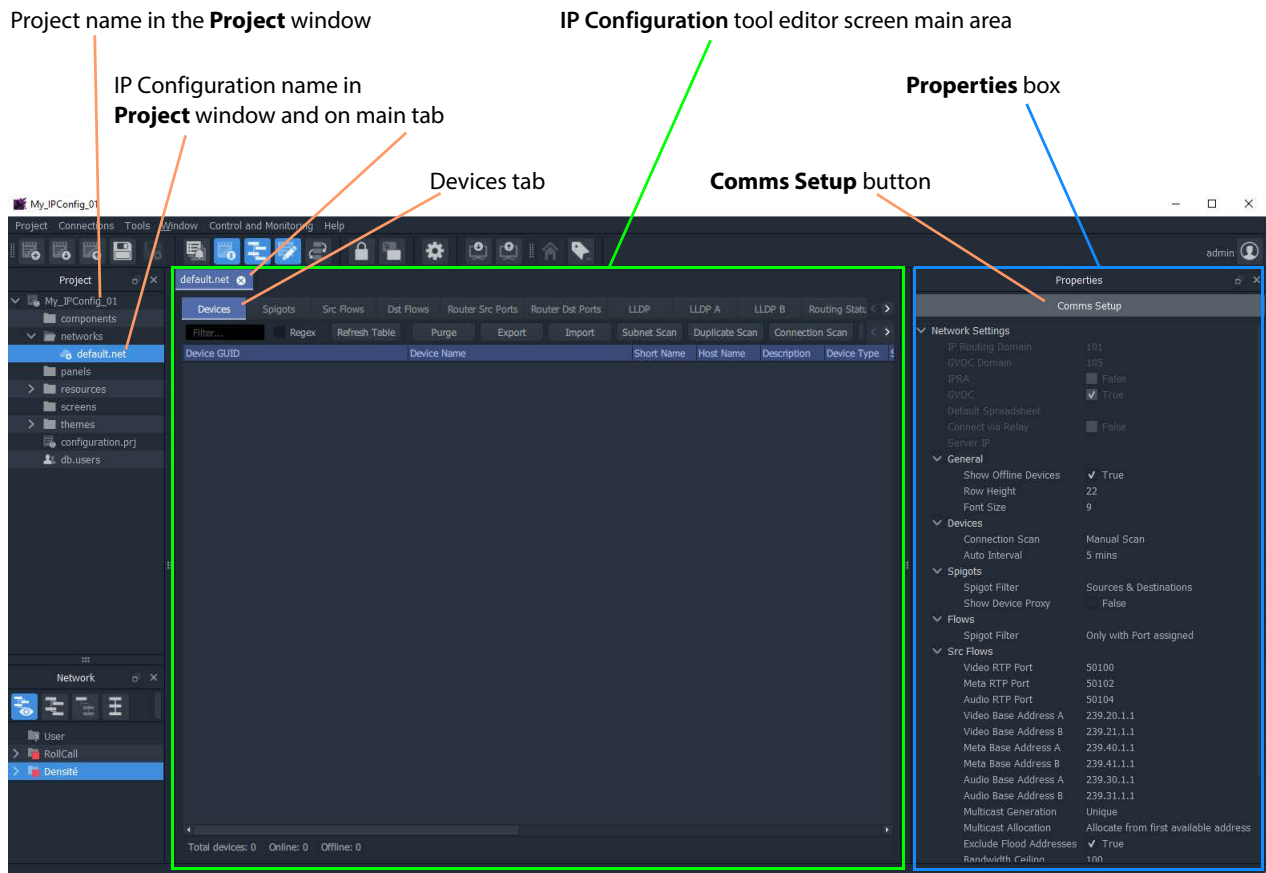 Project name in the Project window
IP Configuration tool editor screen main area
IP Configuration name in
Project window and on main tab
Properties box
Devices tab
Comms Setup button
My_IPConfig_01
Project Connections Tools Window Control and Monitoring Help
admin
Project
My_IPConfig_01
components
networks
default.net
panels
resources
screens
themes
configuration.prj
db.users
Network
User
RollCall
Densité
default.net
Devices Spigots Src Flows Dst Flows Router Src Ports Router Dst Ports LLDP LLDP A LLDP B Routing Statu
Filter... Regex Refresh Table Purge Export Import Subnet Scan Duplicate Scan Connection Scan
Device GUID Device Name Short Name Host Name Description Device Type S
Total devices: 0 Online: 0 Offline: 0
Properties
Comms Setup
Network Settings
IP Routing Domain 101
GVOC Domain 105
IPRA False
GVOC True
Default Spreadsheet
Connect via Relay False
Server IP
General
Show Offline Devices True
Row Height 22
Font Size 9
Devices
Connection Scan Manual Scan
Auto Interval 5 mins
Spigots
Spigot Filter Sources & Destinations
Show Device Proxy False
Flows
Spigot Filter Only with Port assigned
Src Flows
Video RTP Port 50100
Meta RTP Port 50102
Audio RTP Port 50104
Video Base Address A 239.20.1.1
Video Base Address B 239.21.1.1
Meta Base Address A 239.40.1.1
Meta Base Address B 239.41.1.1
Audio Base Address A 239.30.1.1
Audio Base Address B 239.31.1.1
Multicast Generation Unique
Multicast Allocation Allocate from first available address
Exclude Flood Addresses True
Bandwidth Ceiling 100